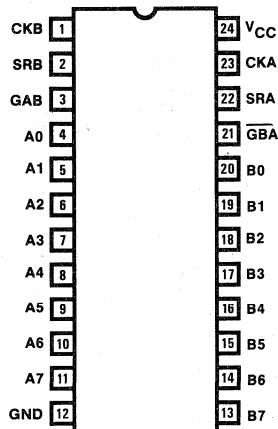 CKB 1 24 VCC
SRB 2 23 CKA
GAB 3 22 SRA
A0 4 21 G̅B̅A̅
A1 5 20 B0
A2 6 19 B1
A3 7 18 B2
A4 8 17 B3
A5 9 16 B4
A6 10 15 B5
A7 11 14 B6
GND 12 13 B7